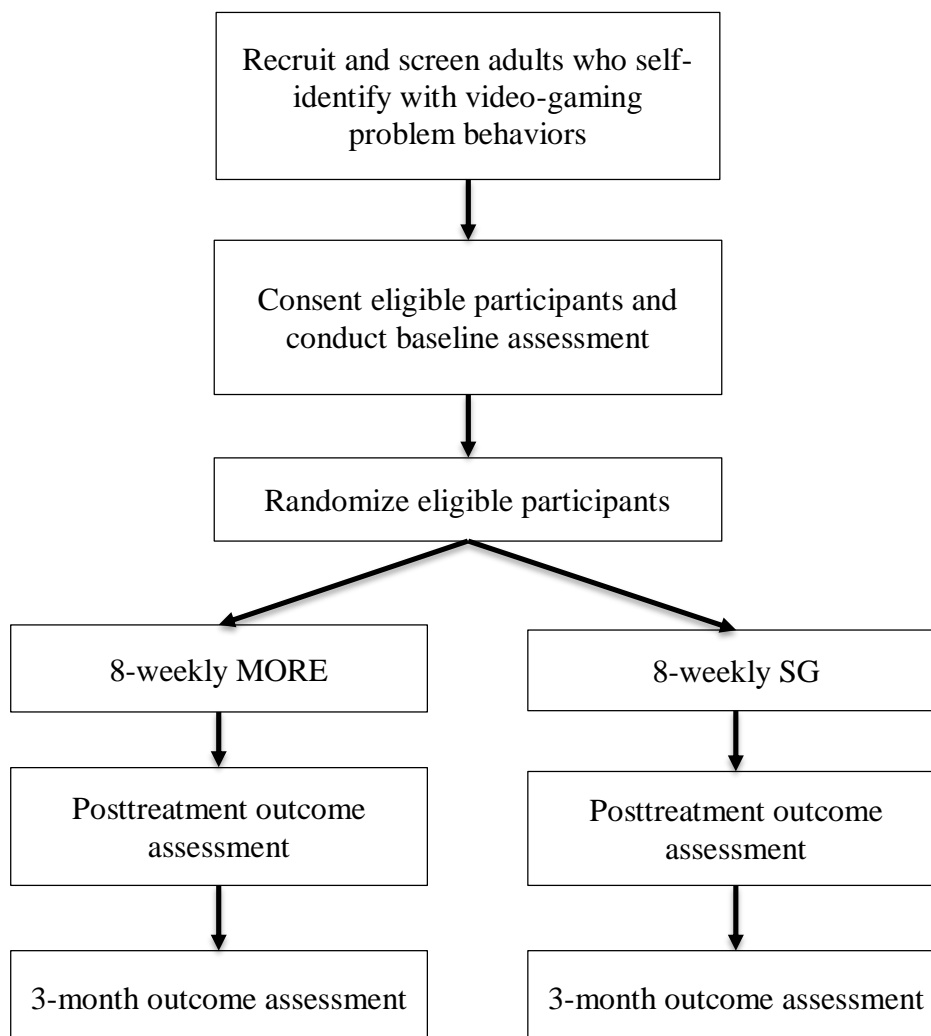 Recruit and screen adults who self-
identify with video-gaming
problem behaviors
Consent eligible participants and
conduct baseline assessment
Randomize eligible participants
8-weekly MORE
8-weekly SG
Posttreatment outcome
assessment
Posttreatment outcome
assessment
3-month outcome assessment
3-month outcome assessment